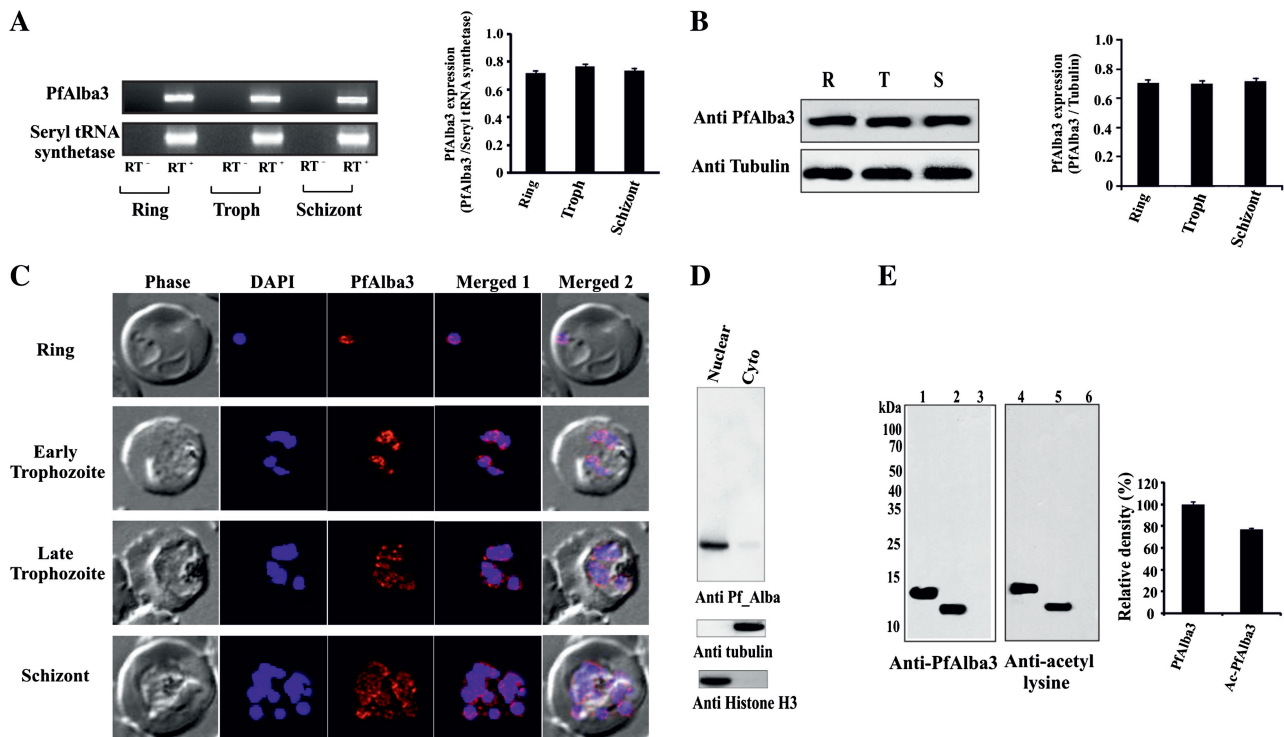 A
PfAlba3
Seryl tRNA
synthetase
RT⁻ RT⁺ RT⁻ RT⁺ RT⁻ RT⁺
Ring Troph Schizont
PfAlba3 expression
(PfAlba3 /Seryl tRNA synthetase)
1.0
0.8
0.6
0.4
0.2
0
Ring Troph Schizont
B
R T S
Anti PfAlba3
Anti Tubulin
PfAlba3 expression
(PfAlba3 / Tubulin)
1.0
0.8
0.6
0.4
0.2
0
Ring Troph Schizont
C
Phase DAPI PfAlba3 Merged 1 Merged 2
Ring
Early
Trophozoite
Late
Trophozoite
Schizont
D
Nuclear Cyto
Anti Pf_Alba
Anti tubulin
Anti Histone H3
E
1 2 3 4 5 6
kDa
100
70
50
40
35
25
15
10
Anti-PfAlba3
Anti-acetyl
lysine
Relative density (%)
120
100
80
60
40
20
0
PfAlba3 Ac-PfAlba3